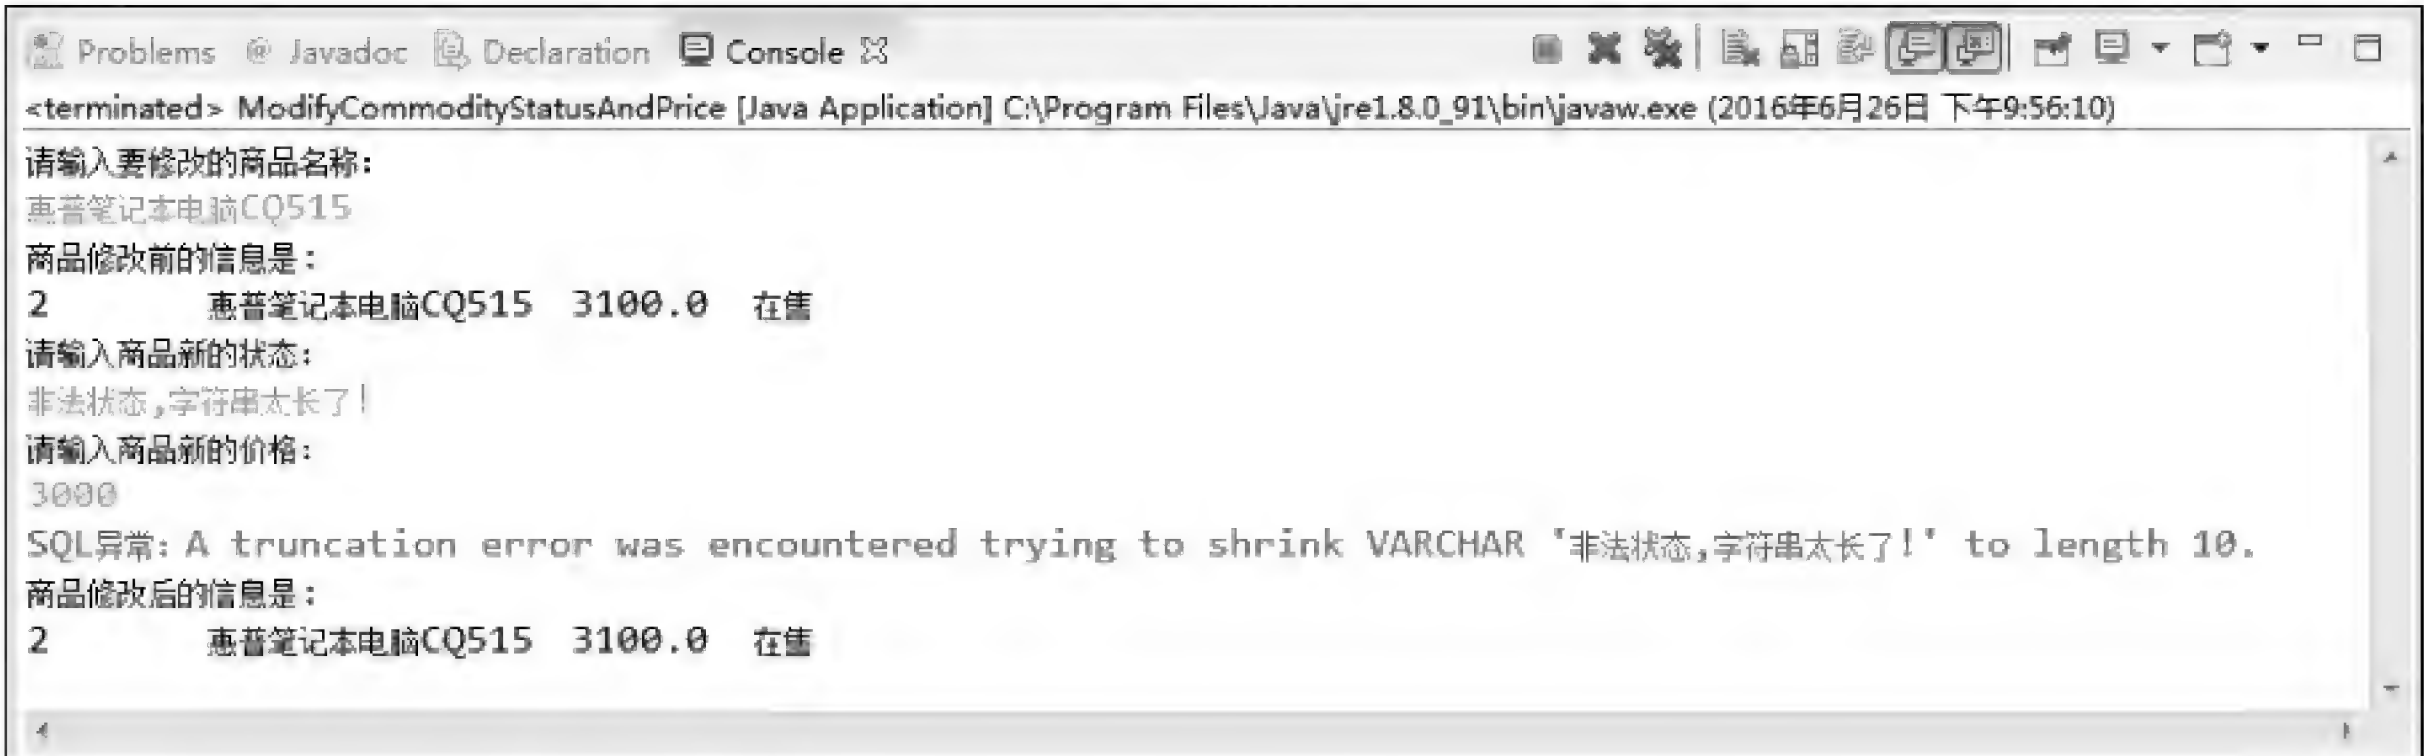 Problems @ Javadoc Declaration Console
<terminated> ModifyCommodityStatusAndPrice [Java Application] C:\Program Files\Java\jre1.8.0_91\bin\javaw.exe (2016年6月26日 下午9:56:10)
请输入要修改的商品名称:
惠普笔记本电脑CQ515
商品修改前的信息是:
2 惠普笔记本电脑CQ515 3100.0 在售
请输入商品新的状态:
非法状态,字符串太长了!
请输入商品新的价格:
3000
SQL异常: A truncation error was encountered trying to shrink VARCHAR '非法状态,字符串太长了!' to length 10.
商品修改后的信息是:
2 惠普笔记本电脑CQ515 3100.0 在售